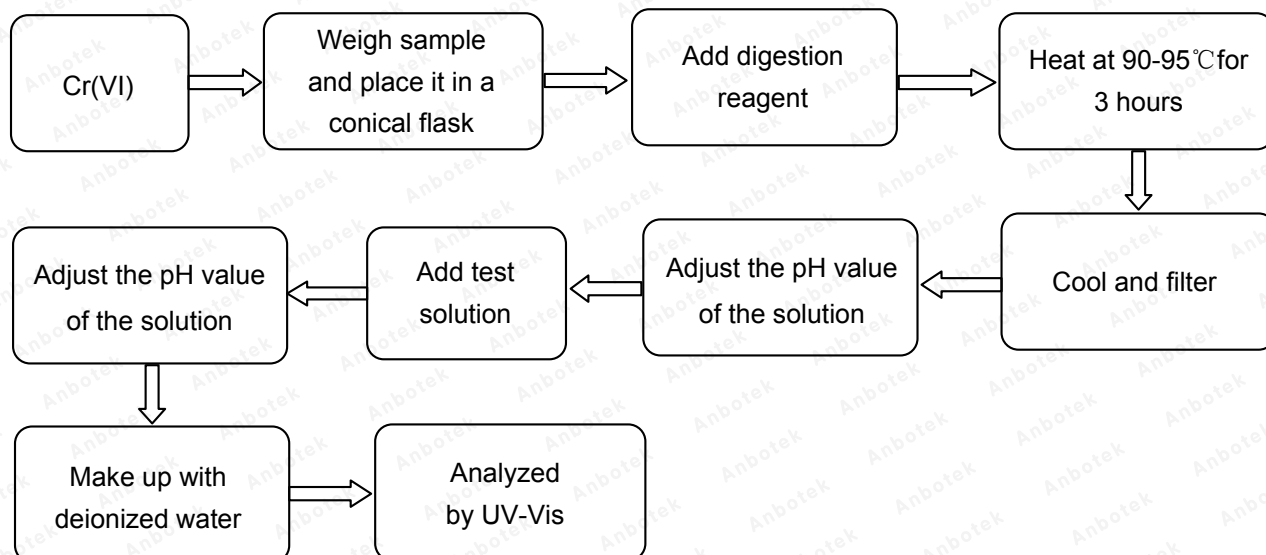 Cr(VI)
Weigh sample
and place it in a
conical flask
Add digestion
reagent
Heat at 90-95℃for
3 hours
Cool and filter
Adjust the pH value
of the solution
Add test
solution
Adjust the pH value
of the solution
Make up with
deionized water
Analyzed
by UV-Vis
Anbotek